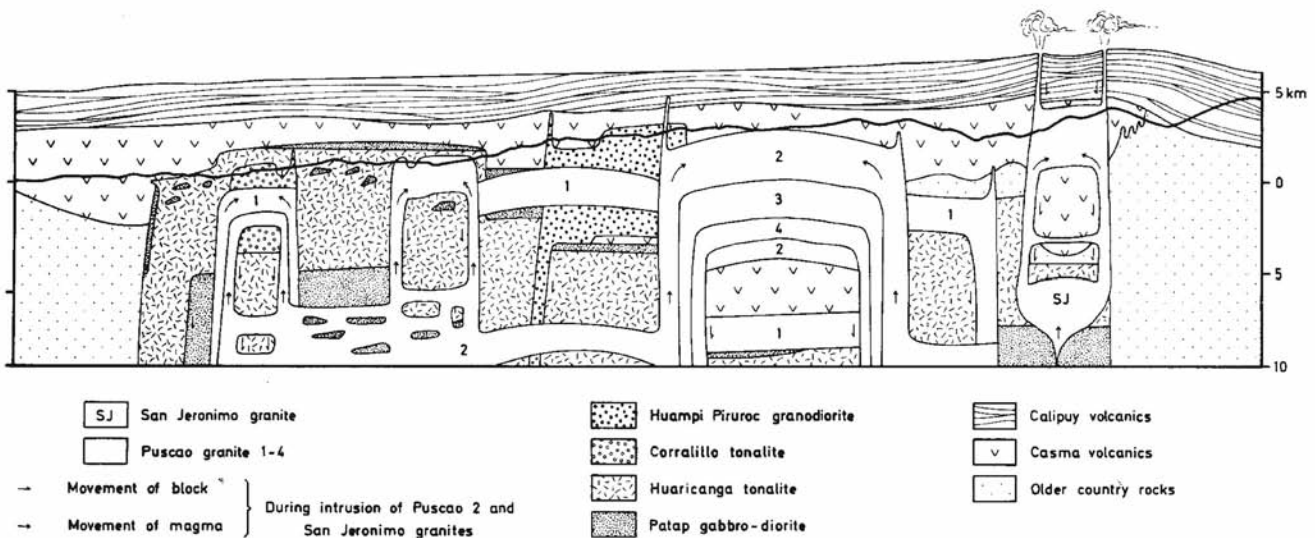 5 km
0
5
10
1
2
1
2
3
4
2
1
1
SJ
2
SJ San Jeronimo granite
Puscao granite 1-4
Movement of block
Movement of magma
During intrusion of Puscao 2 and
San Jeronimo granites
Huampi Piruroc granodiorite
Corralillo tonalite
Huaricanga tonalite
Patap gabbro-diorite
Calipuy volcanics
v Casma volcanics
Older country rocks